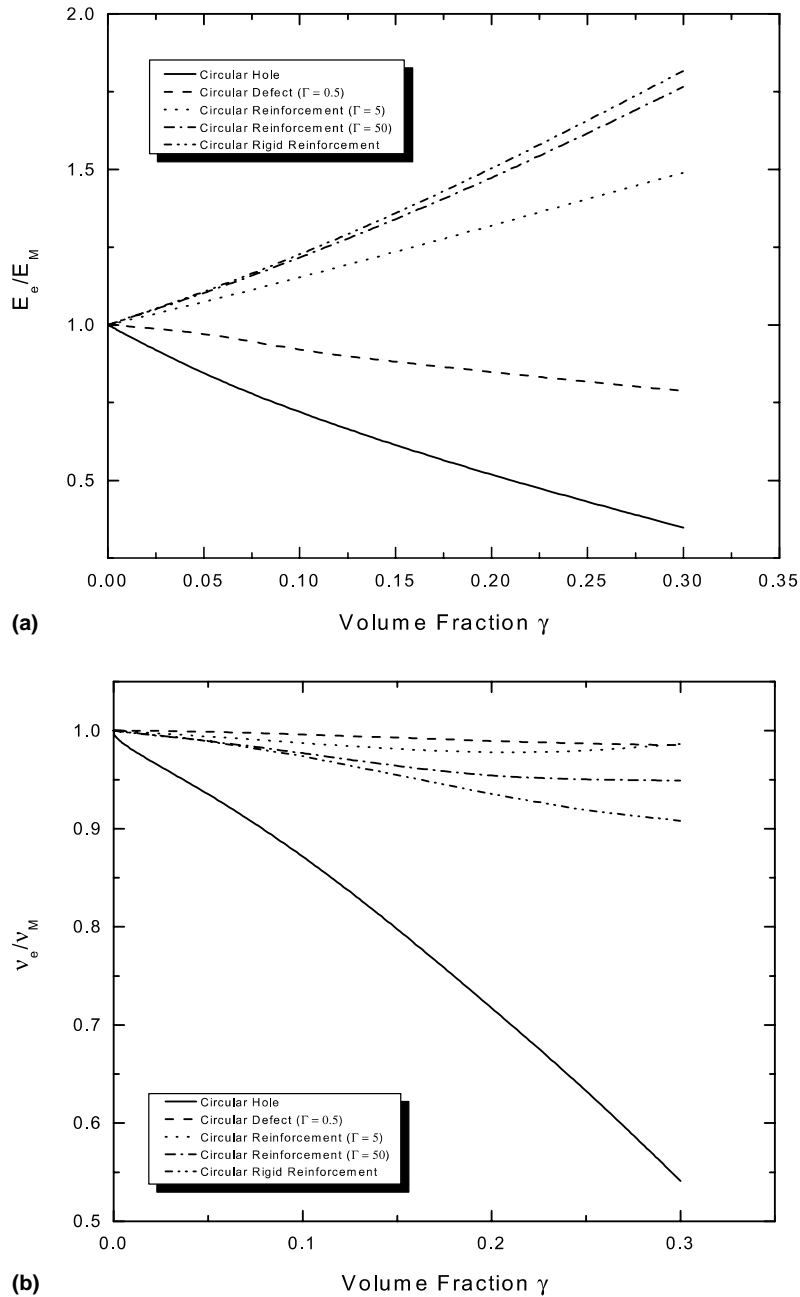 2.0
1.5
1.0
0.5
E_e/E_M
Circular Hole
Circular Defect (Γ = 0.5)
Circular Reinforcement (Γ = 5)
Circular Reinforcement (Γ = 50)
Circular Rigid Reinforcement
0.00 0.05 0.10 0.15 0.20 0.25 0.30 0.35
(a)
Volume Fraction γ
1.0
0.9
0.8
0.7
0.6
0.5
ν_e/ν_M
Circular Hole
Circular Defect (Γ = 0.5)
Circular Reinforcement (Γ = 5)
Circular Reinforcement (Γ = 50)
Circular Rigid Reinforcement
0.0 0.1 0.2 0.3
(b)
Volume Fraction γ